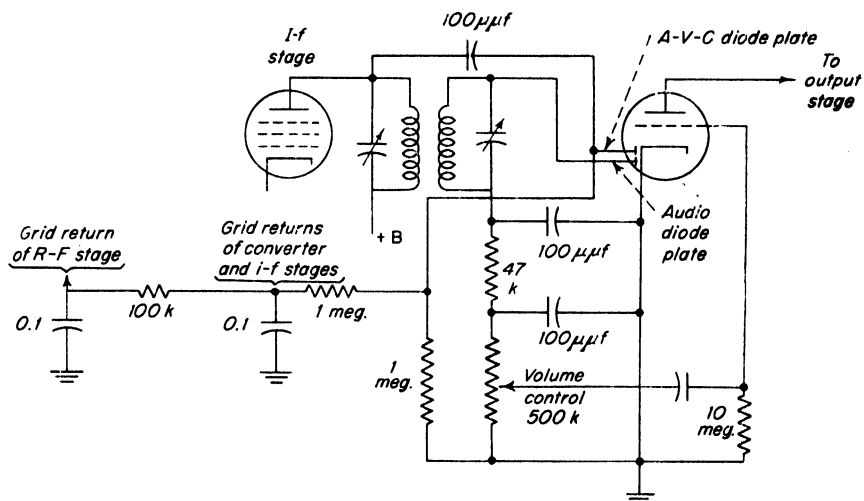 100μμf
I-f
stage
A-V-C diode plate
To
output
stage
+ B
100μμf
Audio
diode
plate
Grid return
of R-F stage
Grid returns
of converter
and i-f stages
47
k
0.1
100 k
0.1
1 meg.
100μμf
1
meg.
Volume
control
500 k
10
meg.